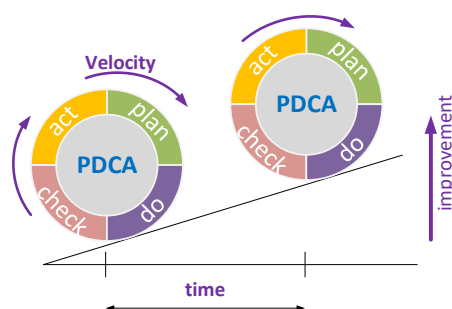 Velocity
act
plan
PDCA
check
do
act
plan
PDCA
check
do
improvement
time